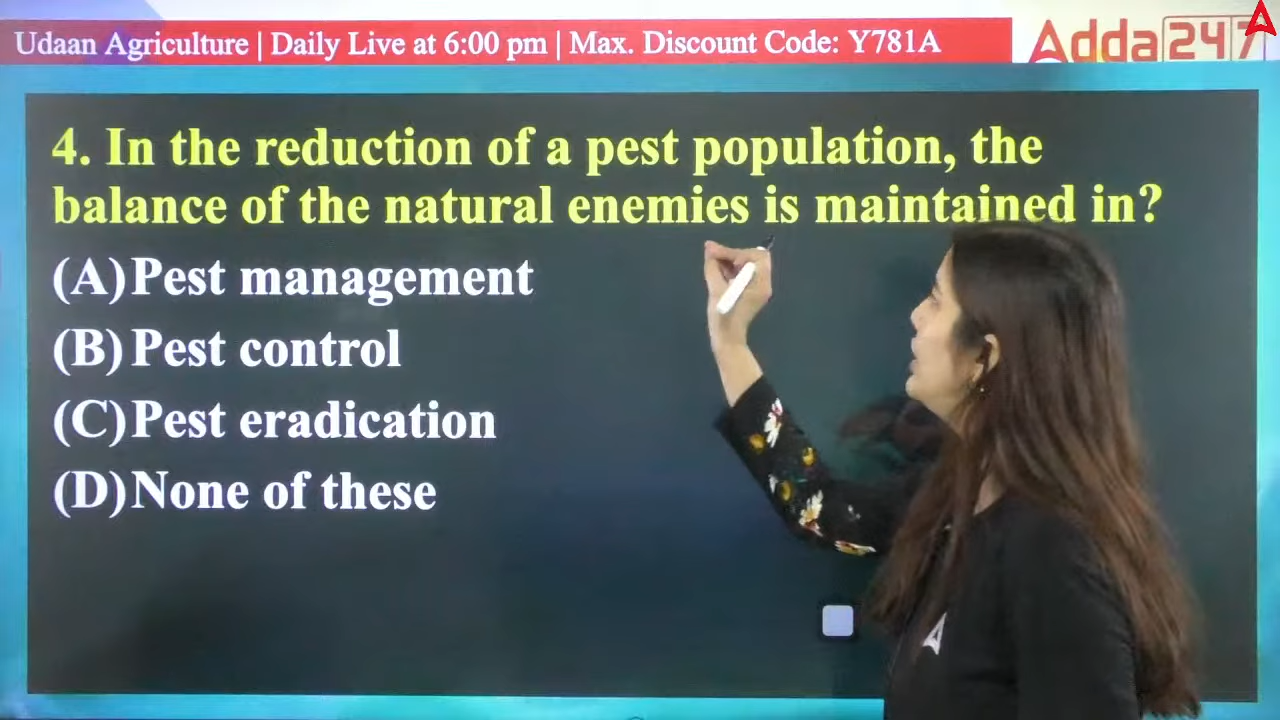 Udaan Agriculture | Daily Live at 6:00 pm | Max. Discount Code: Y781A
Adda247
4. In the reduction of a pest population, the
balance of the natural enemies is maintained in?
(A) Pest management
(B) Pest control
(C) Pest eradication
(D) None of these